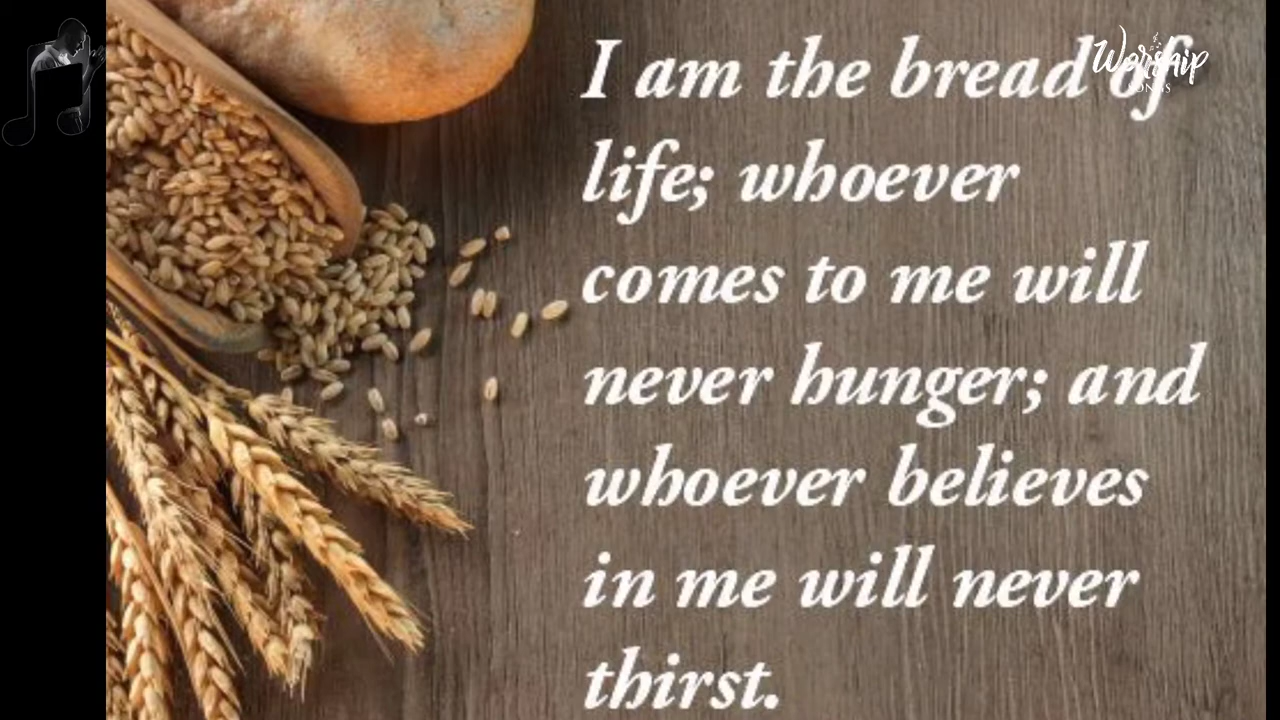 I am the bread of
life; whoever
comes to me will
never hunger; and
whoever believes
in me will never
thirst.
Worship
SONGS